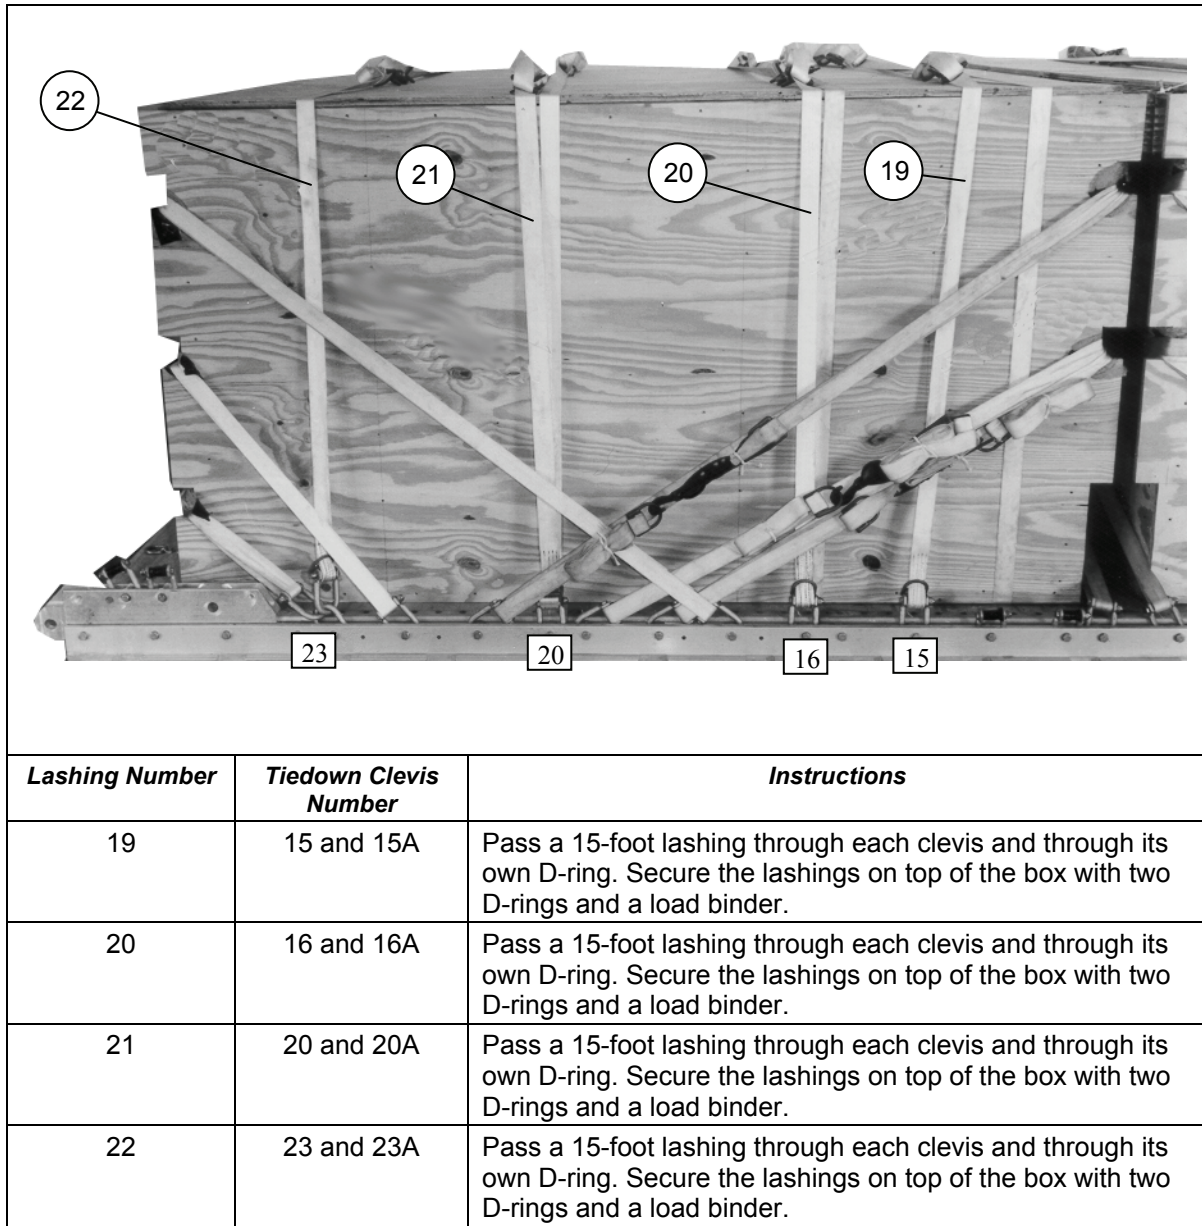 22
21
20
19
23
20
16
15
Lashing Number
Tiedown Clevis
Number
Instructions
19
15 and 15A
Pass a 15-foot lashing through each clevis and through its
own D-ring. Secure the lashings on top of the box with two
D-rings and a load binder.
20
16 and 16A
Pass a 15-foot lashing through each clevis and through its
own D-ring. Secure the lashings on top of the box with two
D-rings and a load binder.
21
20 and 20A
Pass a 15-foot lashing through each clevis and through its
own D-ring. Secure the lashings on top of the box with two
D-rings and a load binder.
22
23 and 23A
Pass a 15-foot lashing through each clevis and through its
own D-ring. Secure the lashings on top of the box with two
D-rings and a load binder.